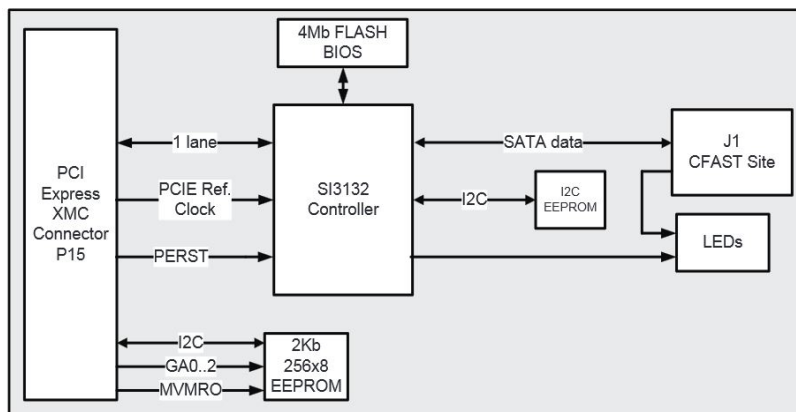 4Mb FLASH
BIOS
PCI
Express
XMC
Connector
P15
1 lane
PCIE Ref.
Clock
PERST
SI3132
Controller
SATA data
J1
CFAST Site
I2C
I2C
EEPROM
LEDs
I2C
GA0..2
MVMRO
2Kb
256x8
EEPROM